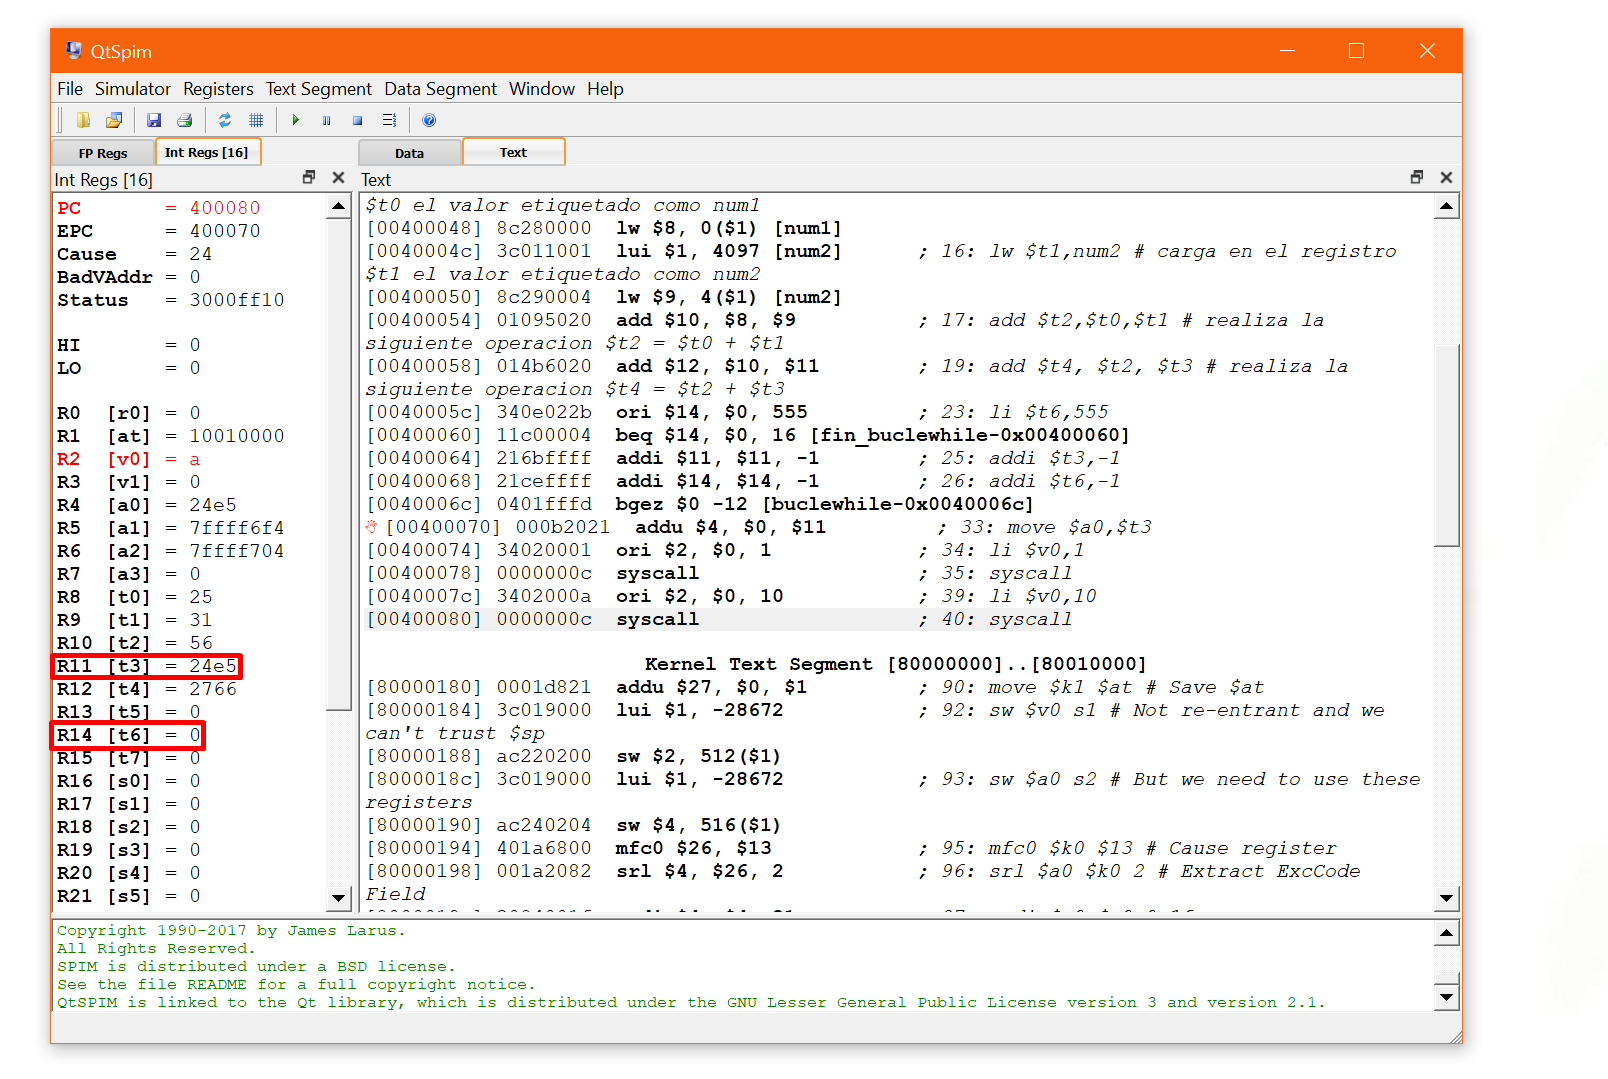 QtSpim
File Simulator Registers Text Segment Data Segment Window Help
FP Regs
Int Regs [16]
Data
Text
Int Regs [16]
PC = 400080
EPC = 400070
Cause = 24
BadVAddr = 0
Status = 3000ff10
HI = 0
LO = 0
R0 [r0] = 0
R1 [at] = 10010000
R2 [v0] = a
R3 [v1] = 0
R4 [a0] = 24e5
R5 [a1] = 7ffff6f4
R6 [a2] = 7ffff704
R7 [a3] = 0
R8 [t0] = 25
R9 [t1] = 31
R10 [t2] = 56
R11 [t3] = 24e5
R12 [t4] = 2766
R13 [t5] = 0
R14 [t6] = 0
R15 [t7] = 0
R16 [s0] = 0
R17 [s1] = 0
R18 [s2] = 0
R19 [s3] = 0
R20 [s4] = 0
R21 [s5] = 0
Text
$t0 el valor etiquetado como num1
[00400048] 8c280000 lw $8, 0($1) [num1]
[0040004c] 3c011001 lui $1, 4097 [num2] ; 16: lw $t1,num2 # carga en el registro
$t1 el valor etiquetado como num2
[00400050] 8c290004 lw $9, 4($1) [num2]
[00400054] 01095020 add $10, $8, $9 ; 17: add $t2,$t0,$t1 # realiza la
siguiente operacion $t2 = $t0 + $t1
[00400058] 014b6020 add $12, $10, $11 ; 19: add $t4, $t2, $t3 # realiza la
siguiente operacion $t4 = $t2 + $t3
[0040005c] 340e022b ori $14, $0, 555 ; 23: li $t6,555
[00400060] 11c00004 beq $14, $0, 16 [fin_buclewhile-0x00400060]
[00400064] 216bffff addi $11, $11, -1 ; 25: addi $t3,-1
[00400068] 21ceffff addi $14, $14, -1 ; 26: addi $t6,-1
[0040006c] 0401fffd bgez $0 -12 [buclewhile-0x0040006c]
[00400070] 000b2021 addu $4, $0, $11 ; 33: move $a0,$t3
[00400074] 34020001 ori $2, $0, 1 ; 34: li $v0,1
[00400078] 0000000c syscall ; 35: syscall
[0040007c] 3402000a ori $2, $0, 10 ; 39: li $v0,10
[00400080] 0000000c syscall ; 40: syscall
Kernel Text Segment [80000000]..[80010000]
[80000180] 0001d821 addu $27, $0, $1 ; 90: move $k1 $at # Save $at
[80000184] 3c019000 lui $1, -28672 ; 92: sw $v0 s1 # Not re-entrant and we
can't trust $sp
[80000188] ac220200 sw $2, 512($1)
[8000018c] 3c019000 lui $1, -28672 ; 93: sw $a0 s2 # But we need to use these
registers
[80000190] ac240204 sw $4, 516($1)
[80000194] 401a6800 mfc0 $26, $13 ; 95: mfc0 $k0 $13 # Cause register
[80000198] 001a2082 srl $4, $26, 2 ; 96: srl $a0 $k0 2 # Extract ExcCode
Field
Copyright 1990-2017 by James Larus.
All Rights Reserved.
SPIM is distributed under a BSD license.
See the file README for a full copyright notice.
QtSPIM is linked to the Qt library, which is distributed under the GNU Lesser General Public License version 3 and version 2.1.